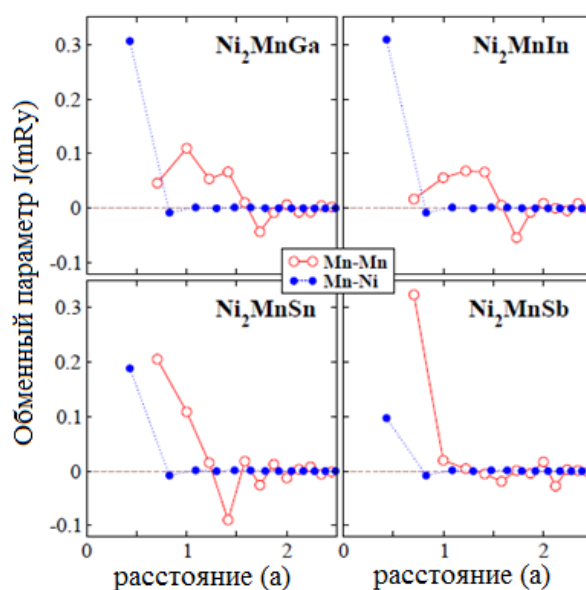 Обменный параметр J(mRy)
Ni₂MnGa
Ni₂MnIn
0.3
0.2
0.1
0
-0.1
Mn-Mn
Mn-Ni
Ni₂MnSn
Ni₂MnSb
0.3
0.2
0.1
0
-0.1
0 1 2 0 1 2
расстояние (a) расстояние (a)